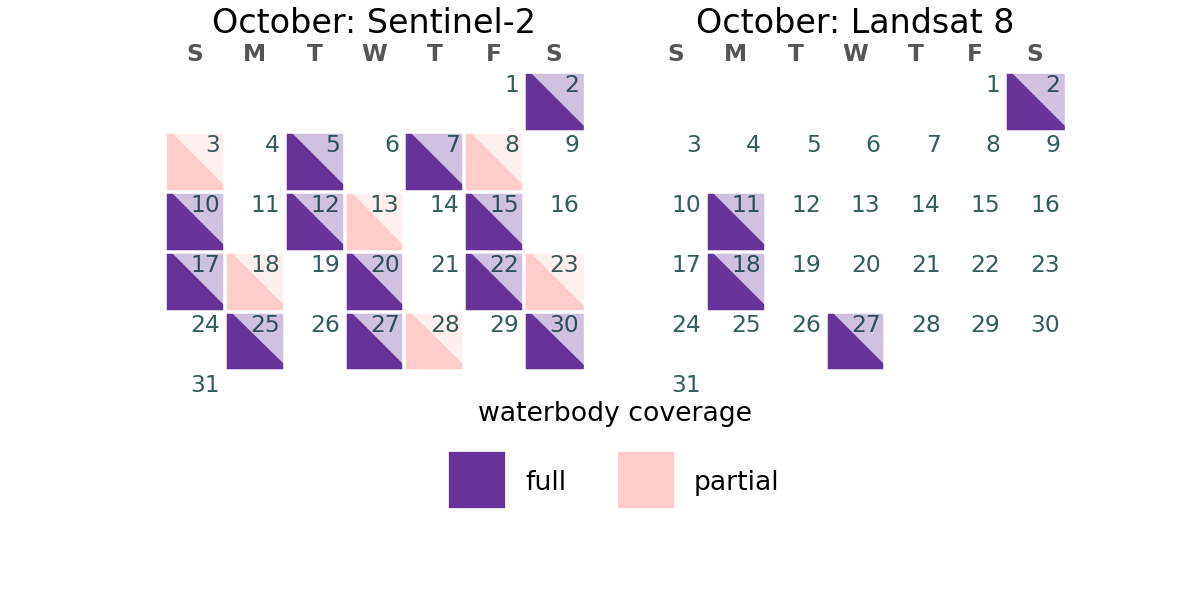 October: Sentinel-2
S M T W T F S
1 2
3 4 5 6 7 8 9
10 11 12 13 14 15 16
17 18 19 20 21 22 23
24 25 26 27 28 29 30
31
October: Landsat 8
S M T W T F S
1 2
3 4 5 6 7 8 9
10 11 12 13 14 15 16
17 18 19 20 21 22 23
24 25 26 27 28 29 30
31
waterbody coverage
full partial